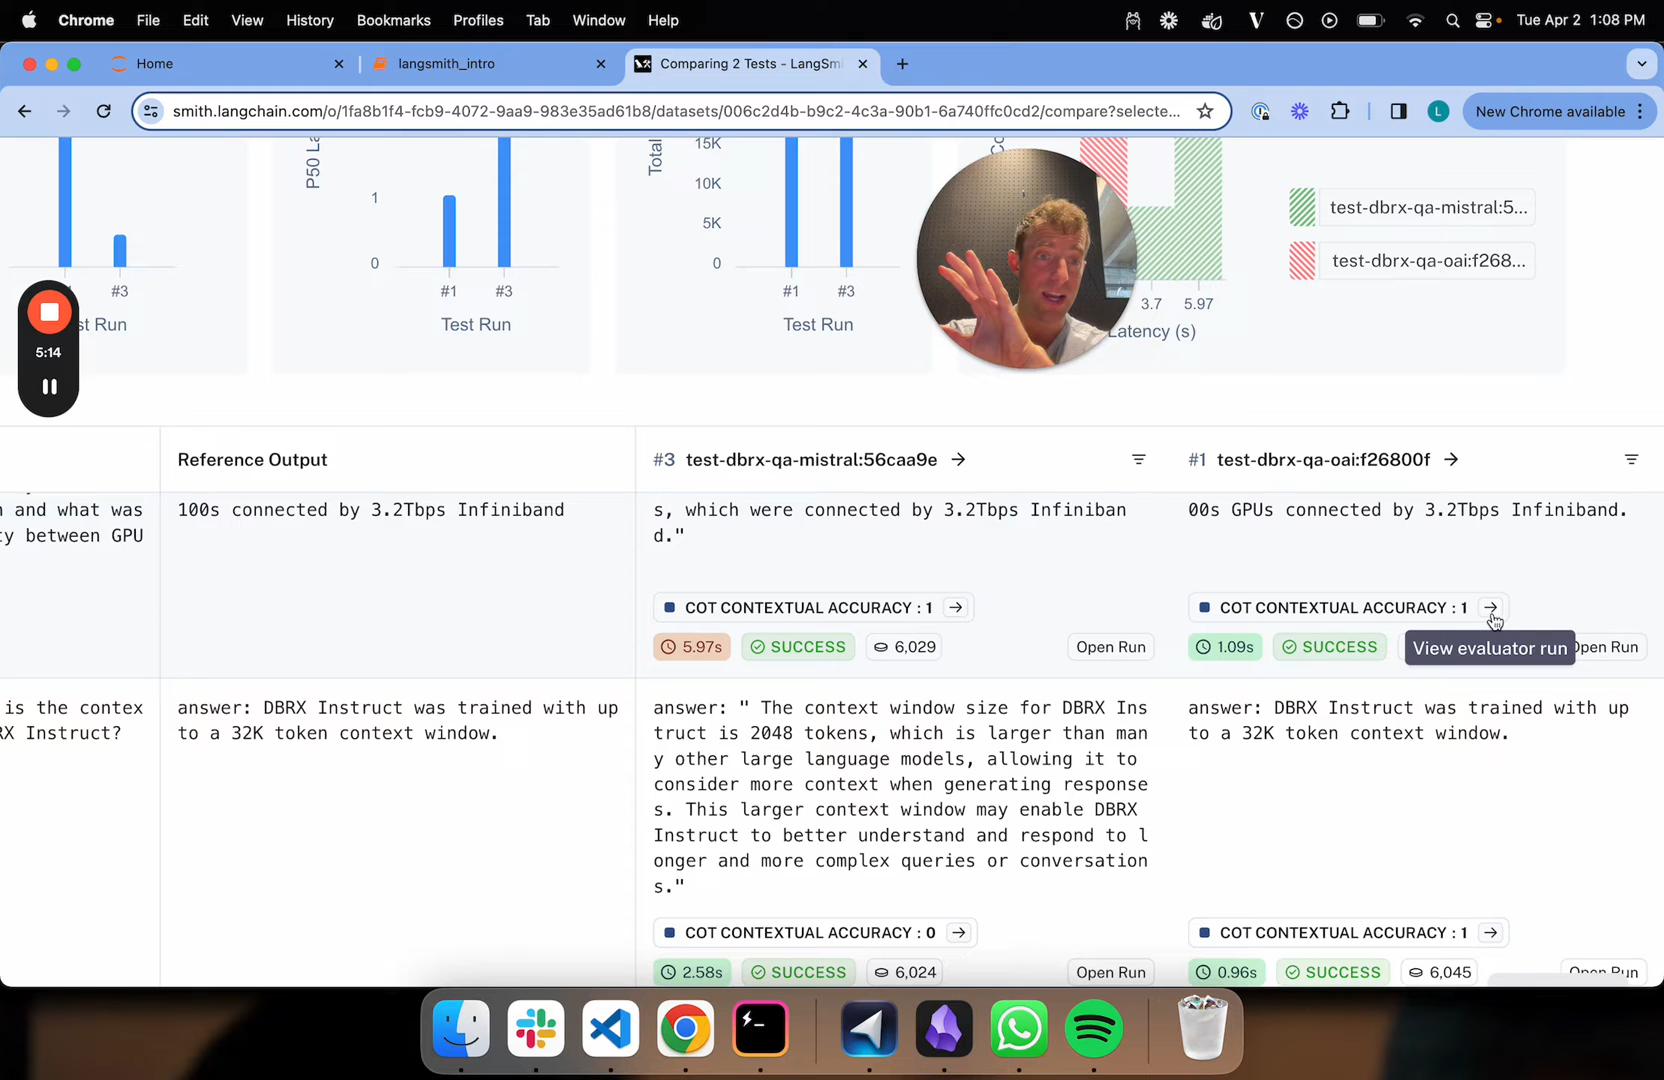 Chrome File Edit View History Bookmarks Profiles Tab Window Help Tue Apr 2 1:08 PM
Home langsmith_intro Comparing 2 Tests - LangSmi
smith.langchain.com/o/1fa8b1f4-fcb9-4072-9aa9-983e35ad61b8/datasets/006c2d4b-b9c2-4c3a-90b1-6a740ffc0cd2/compare?selecte... New Chrome available
P50 La
1
0
#1 #3
Test Run
Total
15K
10K
5K
0
#1 #3
Test Run
#3
st Run
3.7 5.97
Latency (s)
test-dbrx-qa-mistral:5...
test-dbrx-qa-oai:f268...
5:14
Reference Output #3 test-dbrx-qa-mistral:56caa9e → #1 test-dbrx-qa-oai:f26800f →
n and what was
ty between GPU
100s connected by 3.2Tbps Infiniband
s, which were connected by 3.2Tbps Infiniban
d."
COT CONTEXTUAL ACCURACY : 1 →
5.97s SUCCESS 6,029 Open Run
00s GPUs connected by 3.2Tbps Infiniband.
COT CONTEXTUAL ACCURACY : 1 →
1.09s SUCCESS Open Run
View evaluator run
is the contex
RX Instruct?
answer: DBRX Instruct was trained with up
to a 32K token context window.
answer: " The context window size for DBRX Ins
truct is 2048 tokens, which is larger than man
y other large language models, allowing it to
consider more context when generating response
s. This larger context window may enable DBRX
Instruct to better understand and respond to l
onger and more complex queries or conversation
s."
COT CONTEXTUAL ACCURACY : 0 →
2.58s SUCCESS 6,024 Open Run
answer: DBRX Instruct was trained with up
to a 32K token context window.
COT CONTEXTUAL ACCURACY : 1 →
0.96s SUCCESS 6,045 Open Run